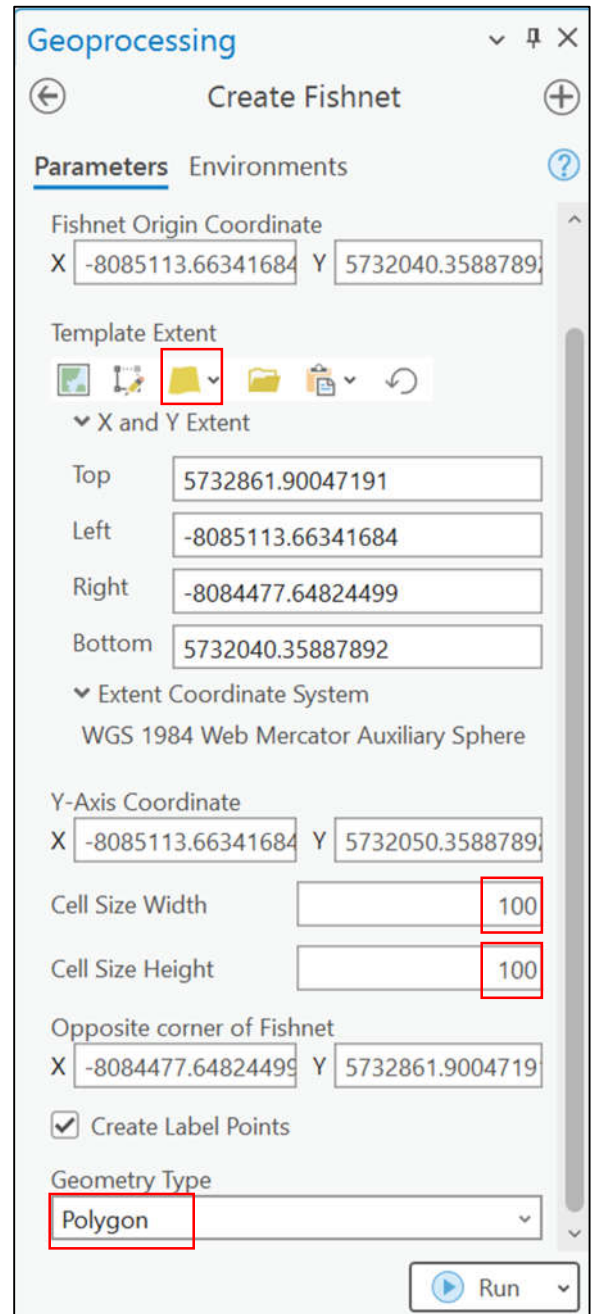 Geoprocessing
Create Fishnet
Parameters Environments ?
Fishnet Origin Coordinate
X -8085113.66341684 Y 5732040.3588789
Template Extent
X and Y Extent
Top 5732861.90047191
Left -8085113.66341684
Right -8084477.64824499
Bottom 5732040.35887892
Extent Coordinate System
WGS 1984 Web Mercator Auxiliary Sphere
Y-Axis Coordinate
X -8085113.66341684 Y 5732050.3588789
Cell Size Width 100
Cell Size Height 100
Opposite corner of Fishnet
X -8084477.64824499 Y 5732861.9004719
Create Label Points
Geometry Type
Polygon
Run